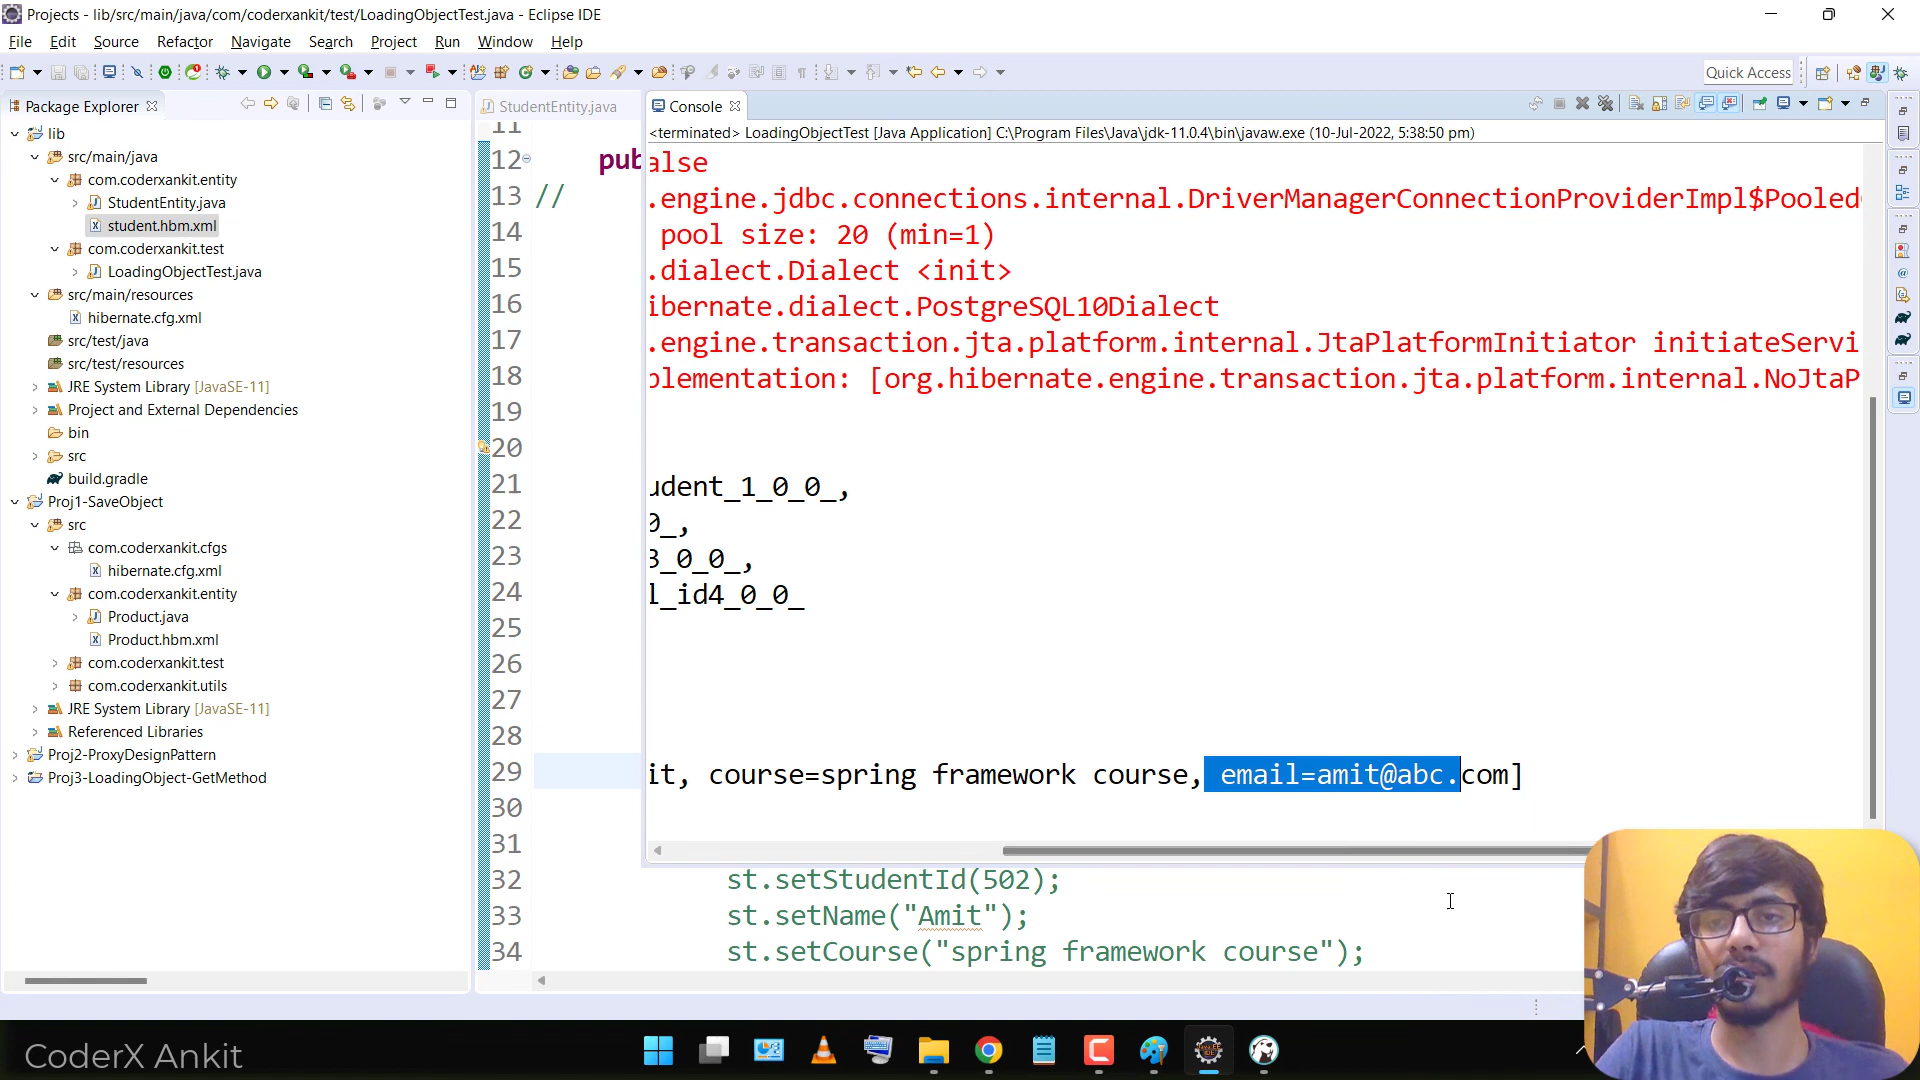 Projects - lib/src/main/java/com/coderxankit/test/LoadingObjectTest.java - Eclipse IDE
File Edit Source Refactor Navigate Search Project Run Window Help
Quick Access
Package Explorer
lib
src/main/java
com.coderxankit.entity
StudentEntity.java
student.hbm.xml
com.coderxankit.test
LoadingObjectTest.java
src/main/resources
hibernate.cfg.xml
src/test/java
src/test/resources
JRE System Library [JavaSE-11]
Project and External Dependencies
bin
src
build.gradle
Proj1-SaveObject
src
com.coderxankit.cfgs
hibernate.cfg.xml
com.coderxankit.entity
Product.java
Product.hbm.xml
com.coderxankit.test
com.coderxankit.utils
JRE System Library [JavaSE-11]
Referenced Libraries
Proj2-ProxyDesignPattern
Proj3-LoadingObject-GetMethod
StudentEntity.java
11
12 pub
13 //
14
15
16
17
18
19
20
21
22
23
24
25
26
27
28
29
30
31
32 st.setStudentId(502);
33 st.setName("Amit");
34 st.setCourse("spring framework course");
Console
<terminated> LoadingObjectTest [Java Application] C:\Program Files\Java\jdk-11.0.4\bin\javaw.exe (10-Jul-2022, 5:38:50 pm)
alse
.engine.jdbc.connections.internal.DriverManagerConnectionProviderImpl$Pooled
pool size: 20 (min=1)
.dialect.Dialect <init>
ibernate.dialect.PostgreSQL10Dialect
.engine.transaction.jta.platform.internal.JtaPlatformInitiator initiateServi
plementation: [org.hibernate.engine.transaction.jta.platform.internal.NoJtaP
udent_1_0_0_,
0_,
3_0_0_,
l_id4_0_0_
it, course=spring framework course, email=amit@abc.com]
CoderX Ankit